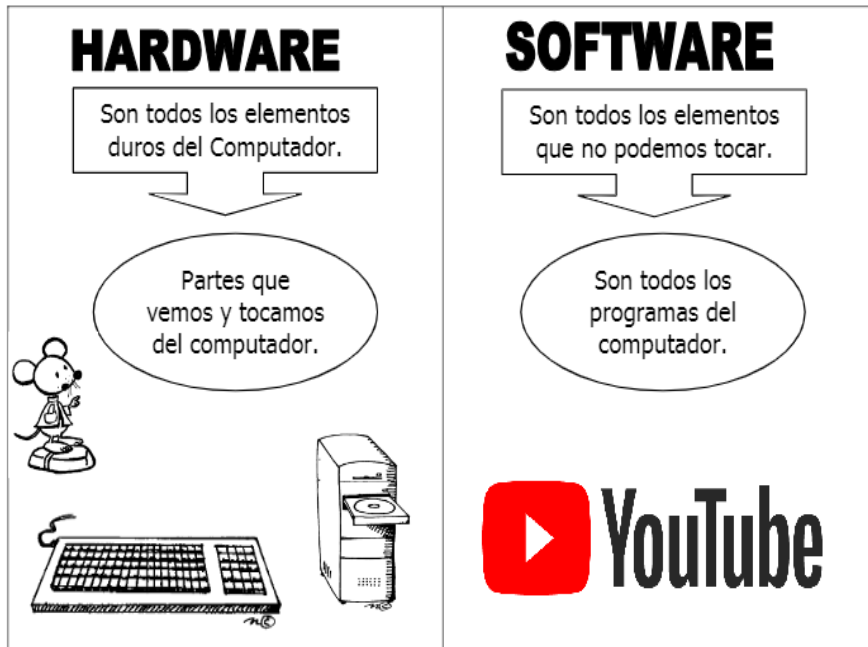 HARDWARE
Son todos los elementos
duros del Computador.
Partes que
vemos y tocamos
del computador.
SOFTWARE
Son todos los elementos
que no podemos tocar.
Son todos los
programas del
computador.
YouTube